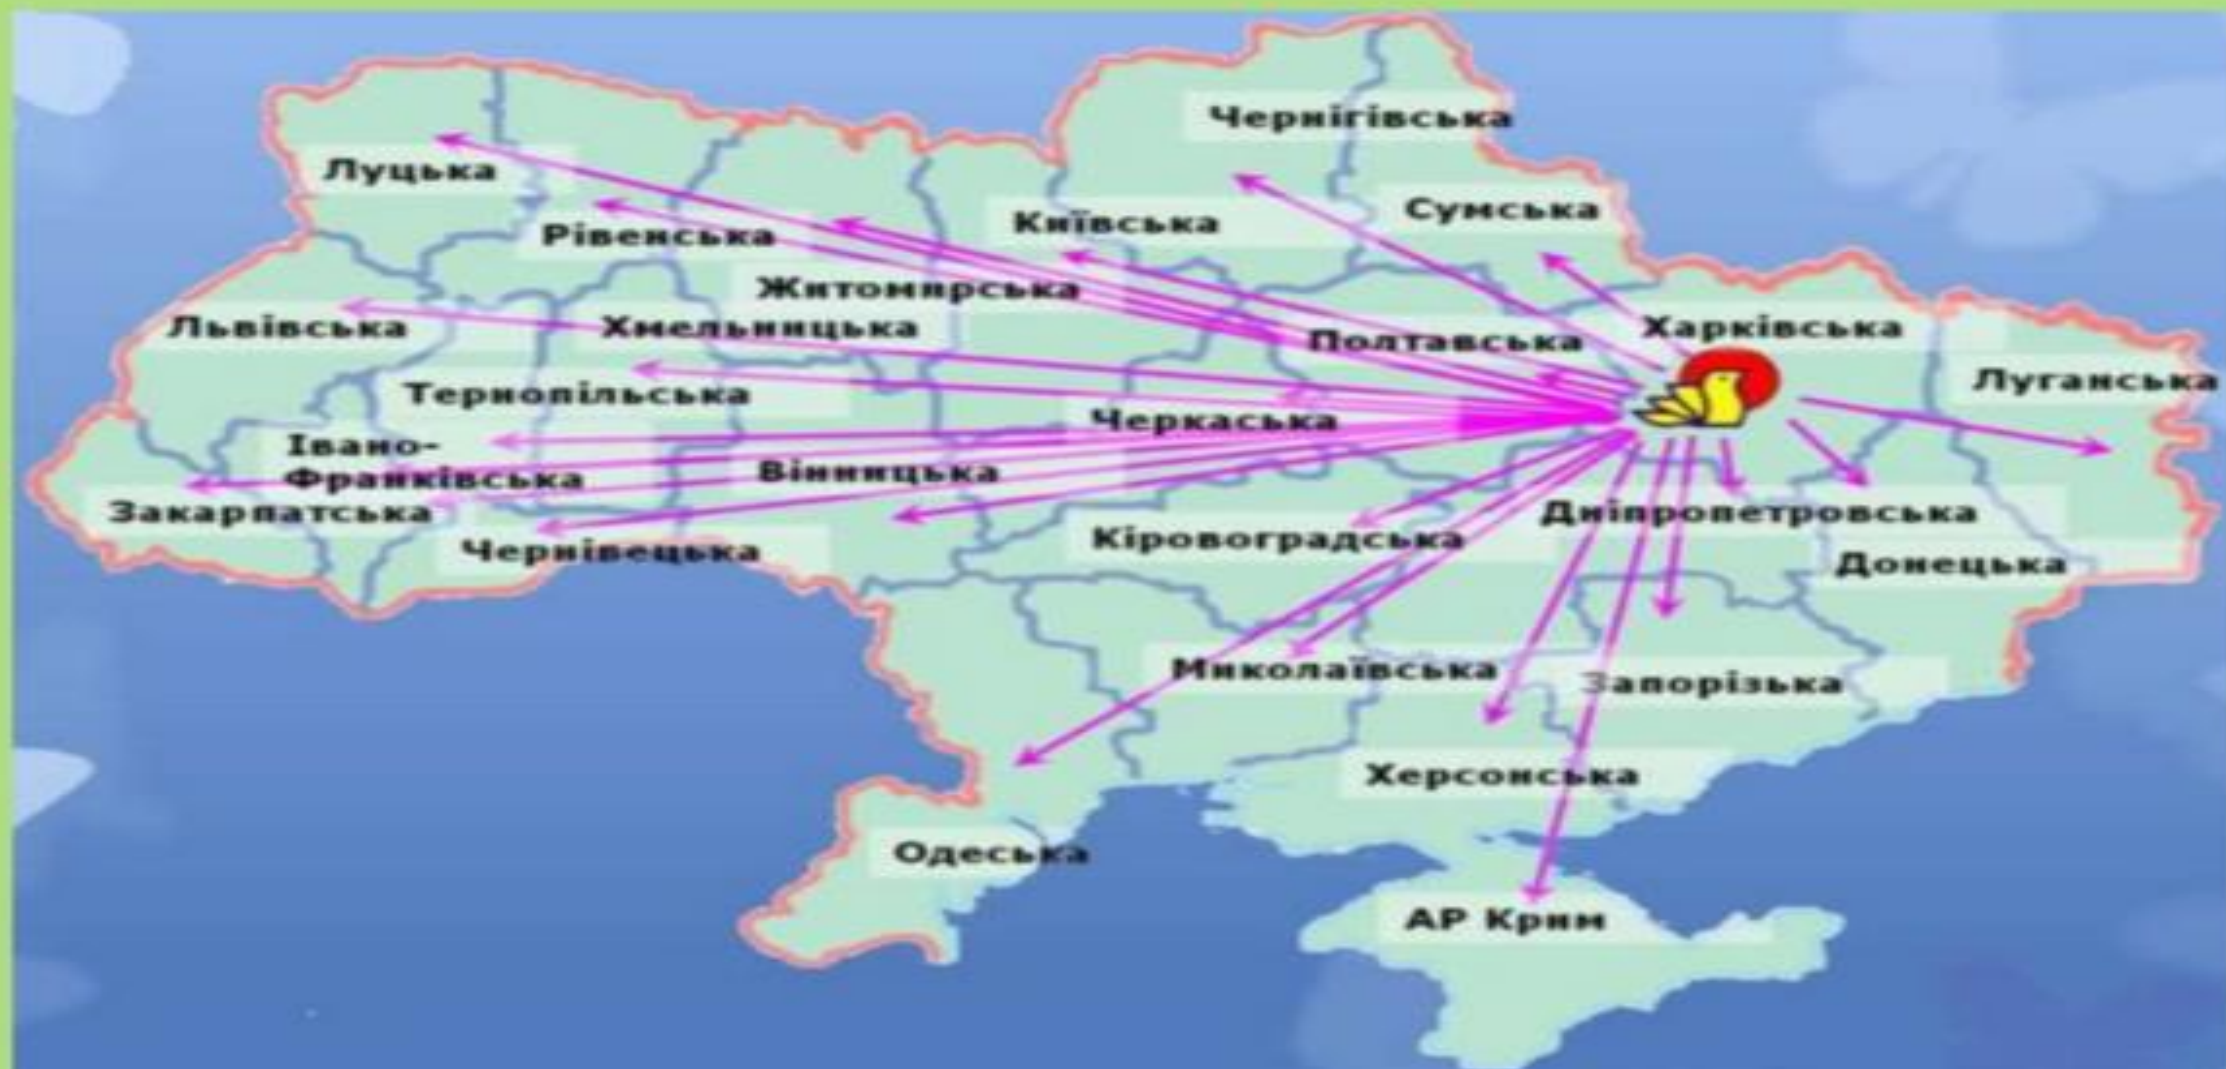 Чернігівська
Луцька
Сумська
Київська
Рівенська
Житомирська
Львівська
Хмельницька
Полтавська
Харківська
Луганська
Тернопільська
Черкаська
Івано-
Франківська
Вінницька
Закарпатська
Дніпропетровська
Кіровоградська
Чернівецька
Донецька
Миколаївська
Запорізька
Херсонська
Одеська
АР Крим